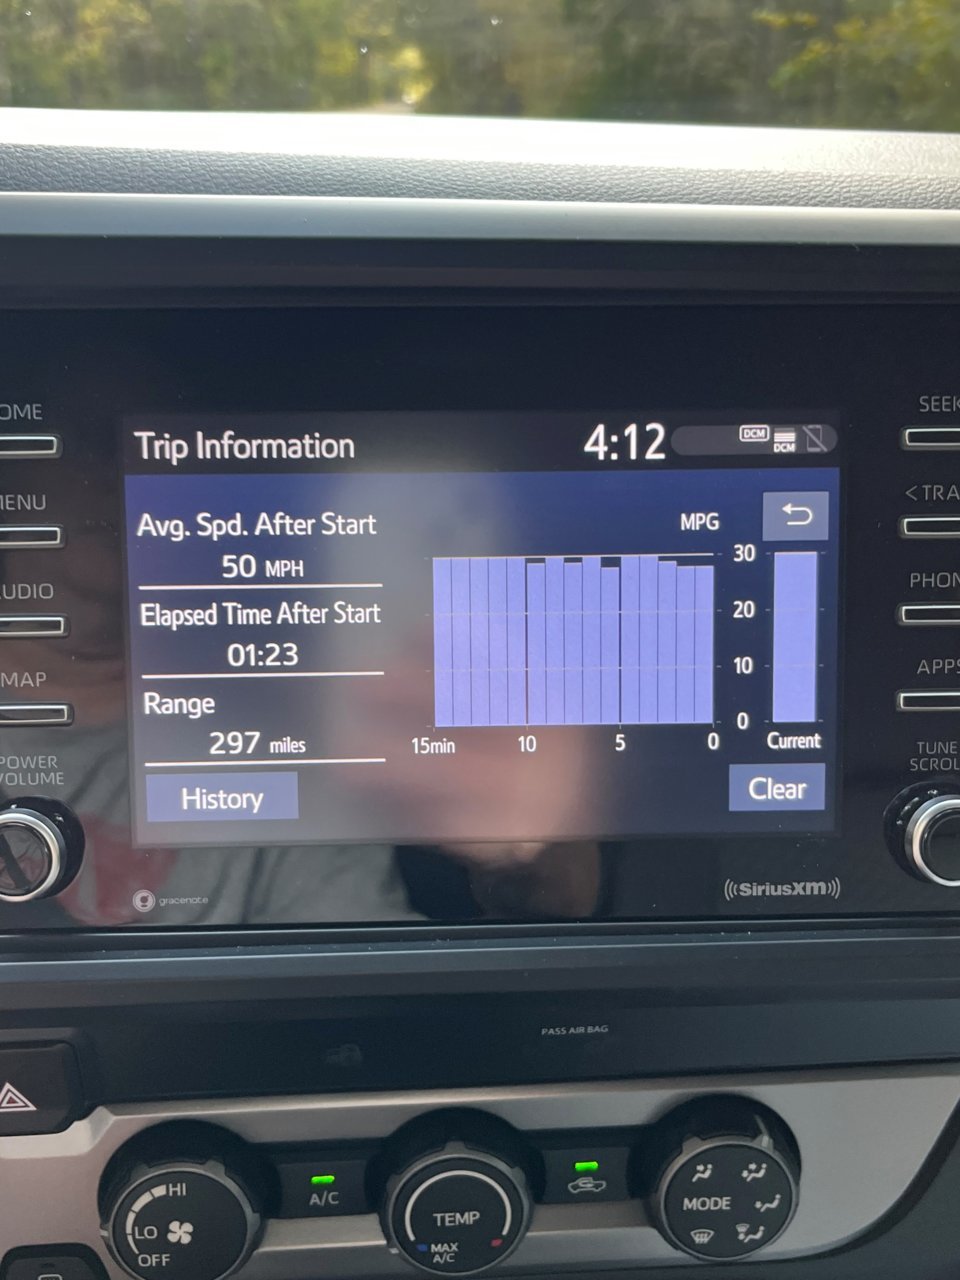 Trip Information
4:12
DCM
DCM
Avg. Spd. After Start
50 MPH
Elapsed Time After Start
01:23
Range
297 miles
History
MPG
30
20
10
0
15min 10 5 0
Current
Clear
OME
MENU
UDIO
MAP
POWER
VOLUME
SEEK
< TRA
PHON
APPS
TUNE
SCROL
gracenote
((SiriusXM))
PASS AIR BAG
HI
LO
OFF
A/C
TEMP
MAX
A/C
MODE